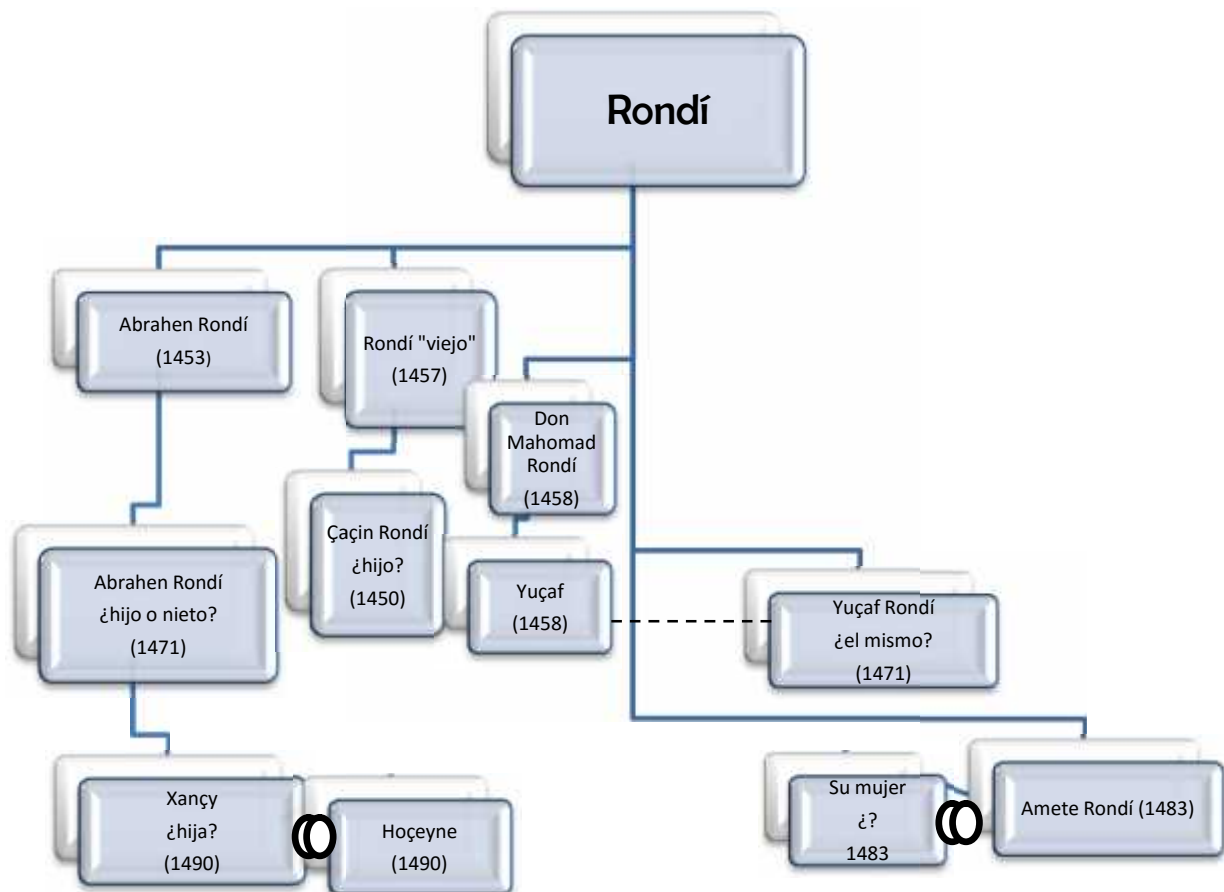 Rondí
Abrahen Rondí
(1453)
Rondí "viejo"
(1457)
Don
Mahomad
Rondí
(1458)
Çaçin Rondí
¿hijo?
(1450)
Abrahen Rondí
¿hijo o nieto?
(1471)
Yuçaf
(1458)
Yuçaf Rondí
¿el mismo?
(1471)
Xançy
¿hija?
(1490)
Hoçeyne
(1490)
Su mujer
¿?
1483
Amete Rondí (1483)